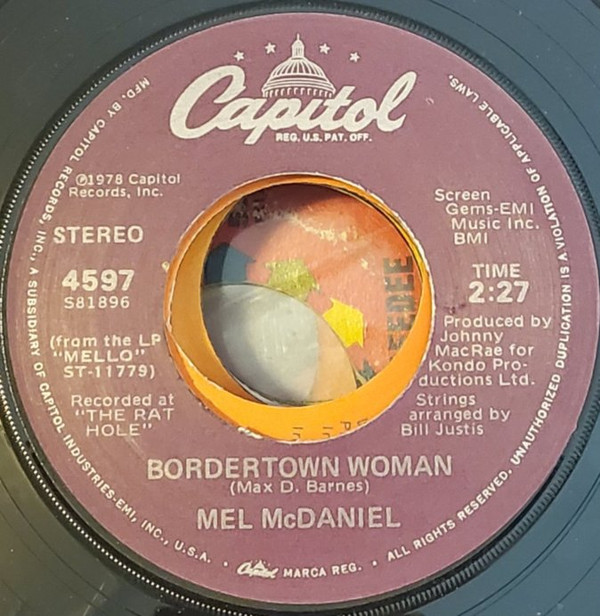 Capitol
REG. U.S. PAT. OFF.
MFD. BY CAPITOL RECORDS, INC., A SUBSIDIARY OF CAPITOL INDUSTRIES-EMI, INC., U.S.A. • Capitol MARCA REG. • ALL RIGHTS RESERVED. UNAUTHORIZED DUPLICATION IS A VIOLATION OF APPLICABLE LAWS.
℗1978 Capitol
Records, Inc.
STEREO
4597
S81896
(from the LP
"MELLO"
ST-11779)
Recorded at
"THE RAT
HOLE"
Screen
Gems-EMI
Music Inc.
BMI
TIME
2:27
Produced by
Johnny
MacRae for
Kondo Pro-
ductions Ltd.
Strings
arranged by
Bill Justis
BORDERTOWN WOMAN
(Max D. Barnes)
MEL McDANIEL